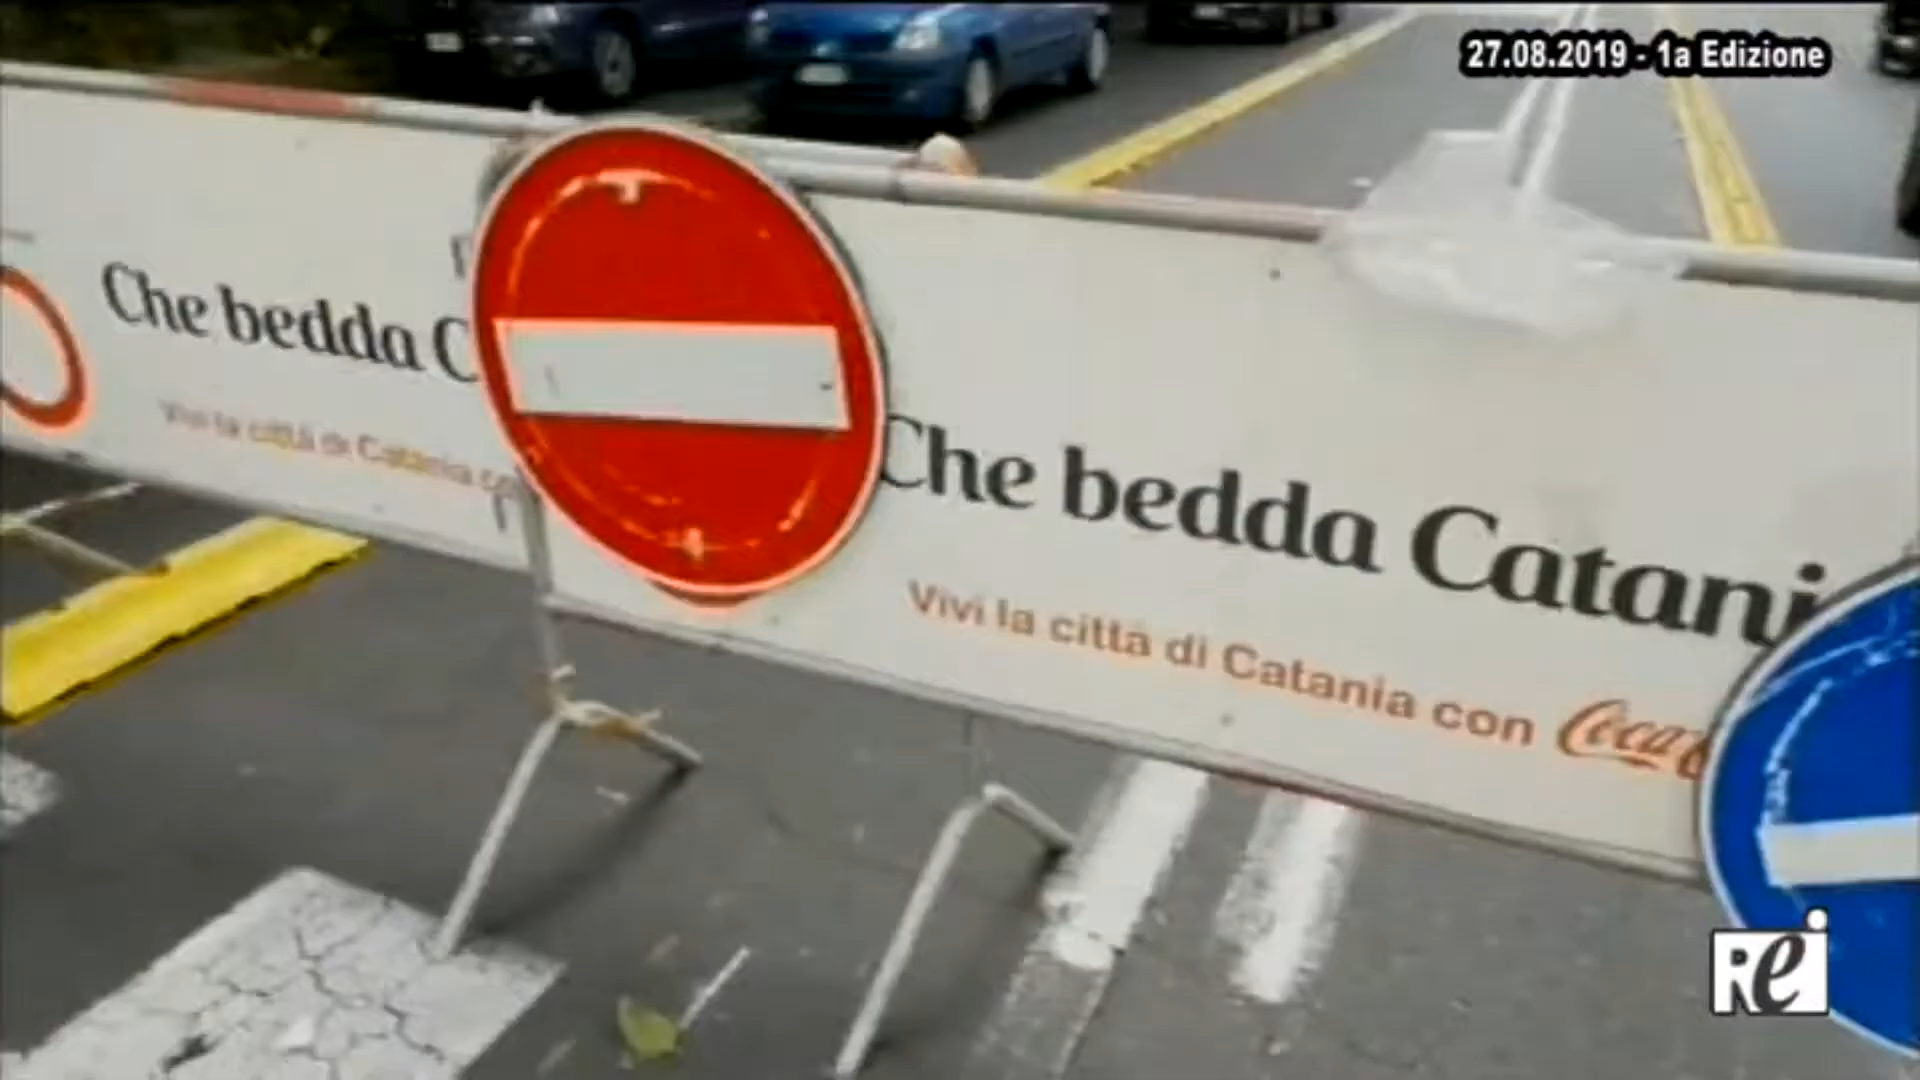 27.08.2019 - 1a Edizione
Che bedda C
Vivi la città di Catania co
Che bedda Catani
Vivi la città di Catania con Coca
Rei